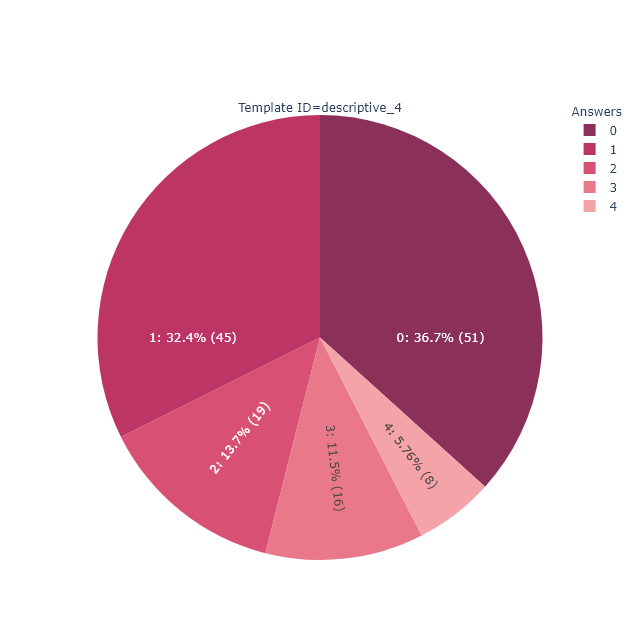 Template ID=descriptive_4
Answers
0
1
2
3
4
1: 32.4% (45)
0: 36.7% (51)
2: 13.7% (19)
3: 11.5% (16)
4: 5.76% (8)